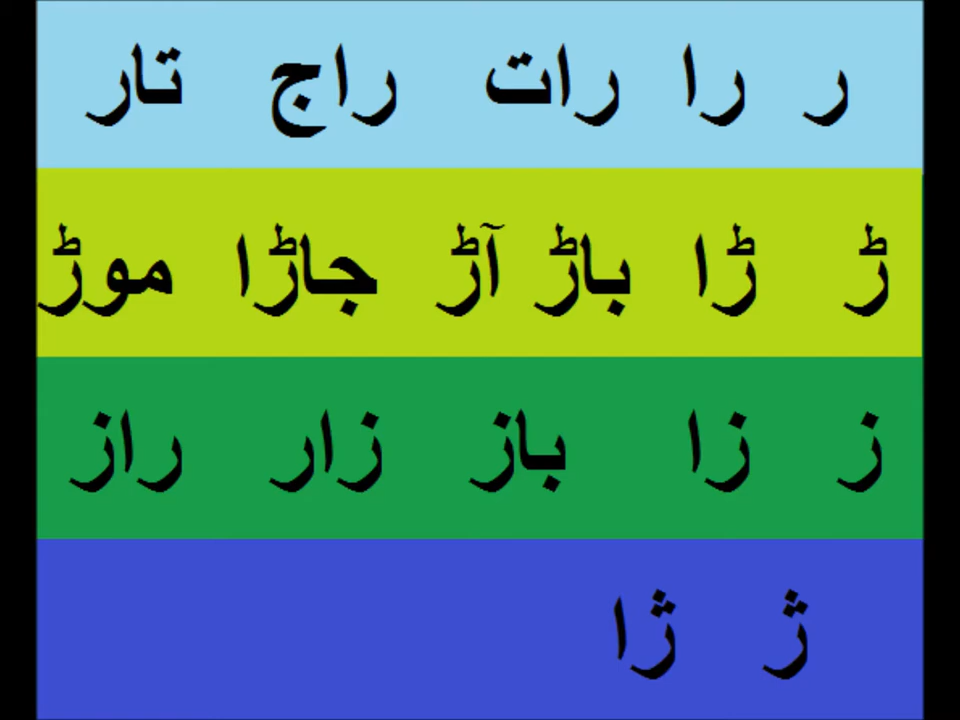 ر را رات راج تار
ڑ ڑا باڑ آڑ جاڑا موڑ
ز زا باز زار راز
ژ ژا